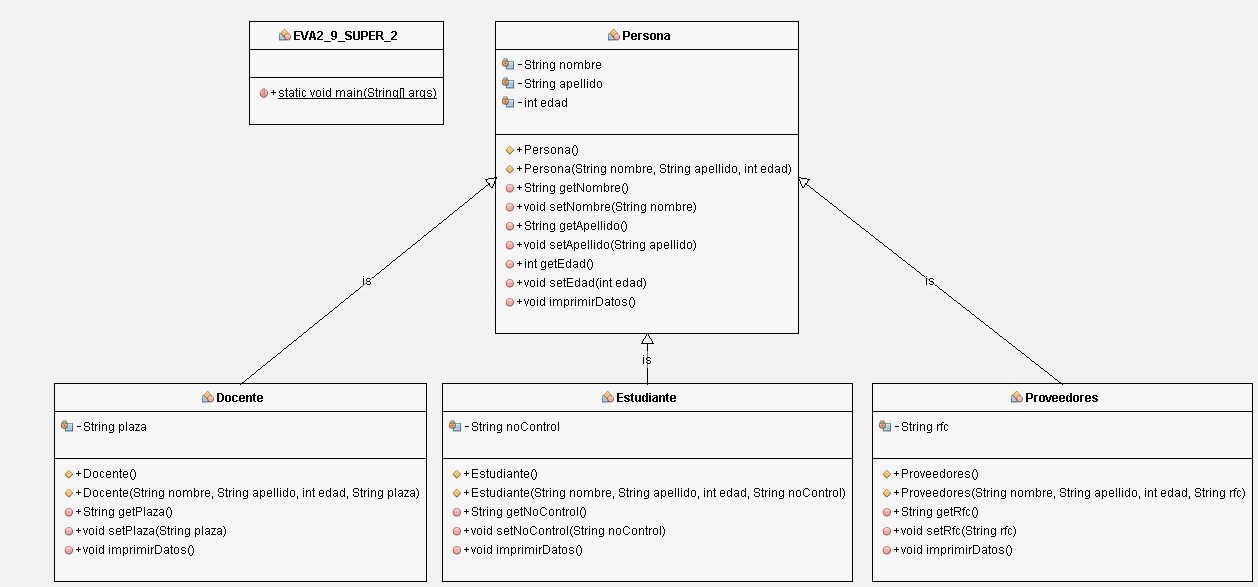 EVA2_9_SUPER_2
+static void main(String[] args)
Persona
-String nombre
-String apellido
-int edad
+Persona()
+Persona(String nombre, String apellido, int edad)
+String getNombre()
+void setNombre(String nombre)
+String getApellido()
+void setApellido(String apellido)
+int getEdad()
+void setEdad(int edad)
+void imprimirDatos()
is
is
is
Docente
-String plaza
+Docente()
+Docente(String nombre, String apellido, int edad, String plaza)
+String getPlaza()
+void setPlaza(String plaza)
+void imprimirDatos()
Estudiante
-String noControl
+Estudiante()
+Estudiante(String nombre, String apellido, int edad, String noControl)
+String getNoControl()
+void setNoControl(String noControl)
+void imprimirDatos()
Proveedores
-String rfc
+Proveedores()
+Proveedores(String nombre, String apellido, int edad, String rfc)
+String getRfc()
+void setRfc(String rfc)
+void imprimirDatos()